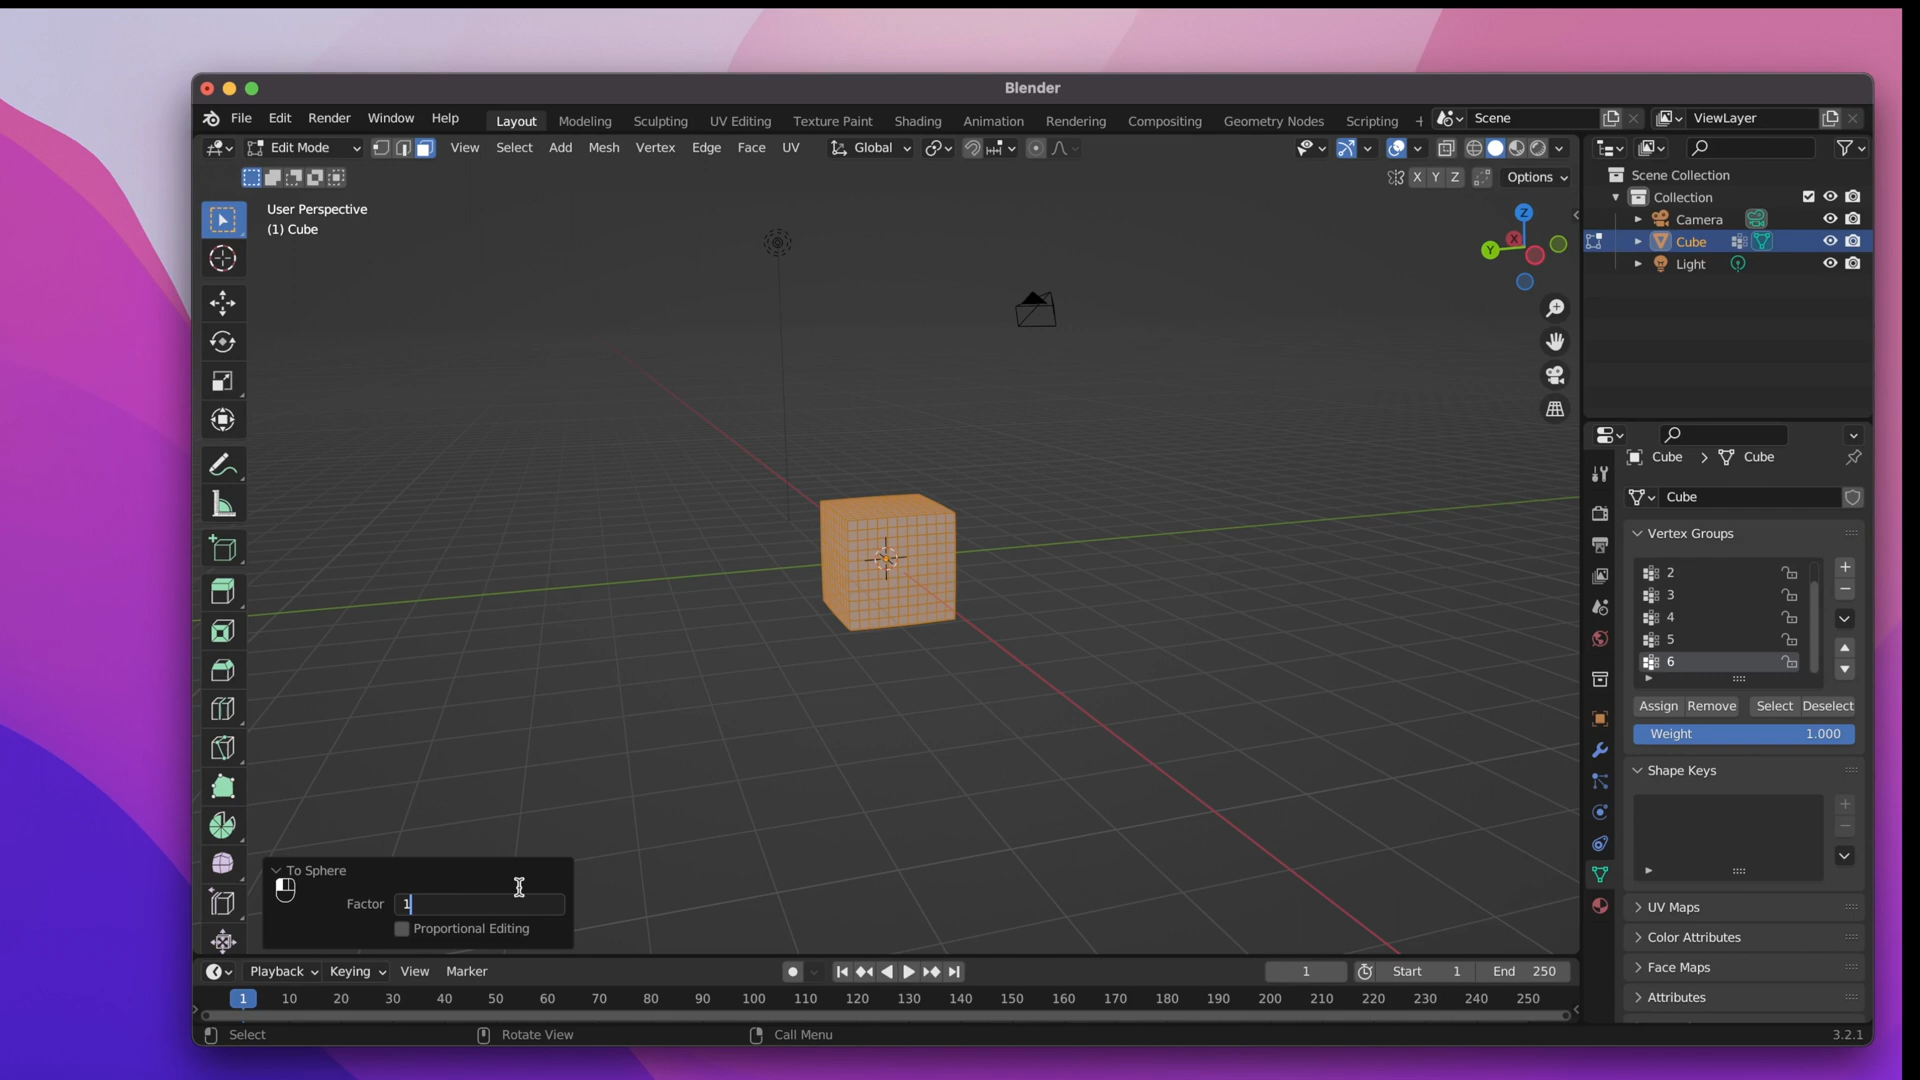 Blender
File Edit Render Window Help Layout Modeling Sculpting UV Editing Texture Paint Shading Animation Rendering Compositing Geometry Nodes Scripting + Scene ViewLayer
Edit Mode View Select Add Mesh Vertex Edge Face UV Global
X Y Z Options
User Perspective
(1) Cube
Z
X
Y
Scene Collection
Collection
Camera
Cube
Light
Cube > Cube
Cube
Vertex Groups
2
3
4
5
6
Assign Remove Select Deselect
Weight 1.000
Shape Keys
UV Maps
Color Attributes
Face Maps
Attributes
To Sphere
Factor 1
Proportional Editing
Playback Keying View Marker 1 Start 1 End 250
1 10 20 30 40 50 60 70 80 90 100 110 120 130 140 150 160 170 180 190 200 210 220 230 240 250
Select Rotate View Call Menu 3.2.1